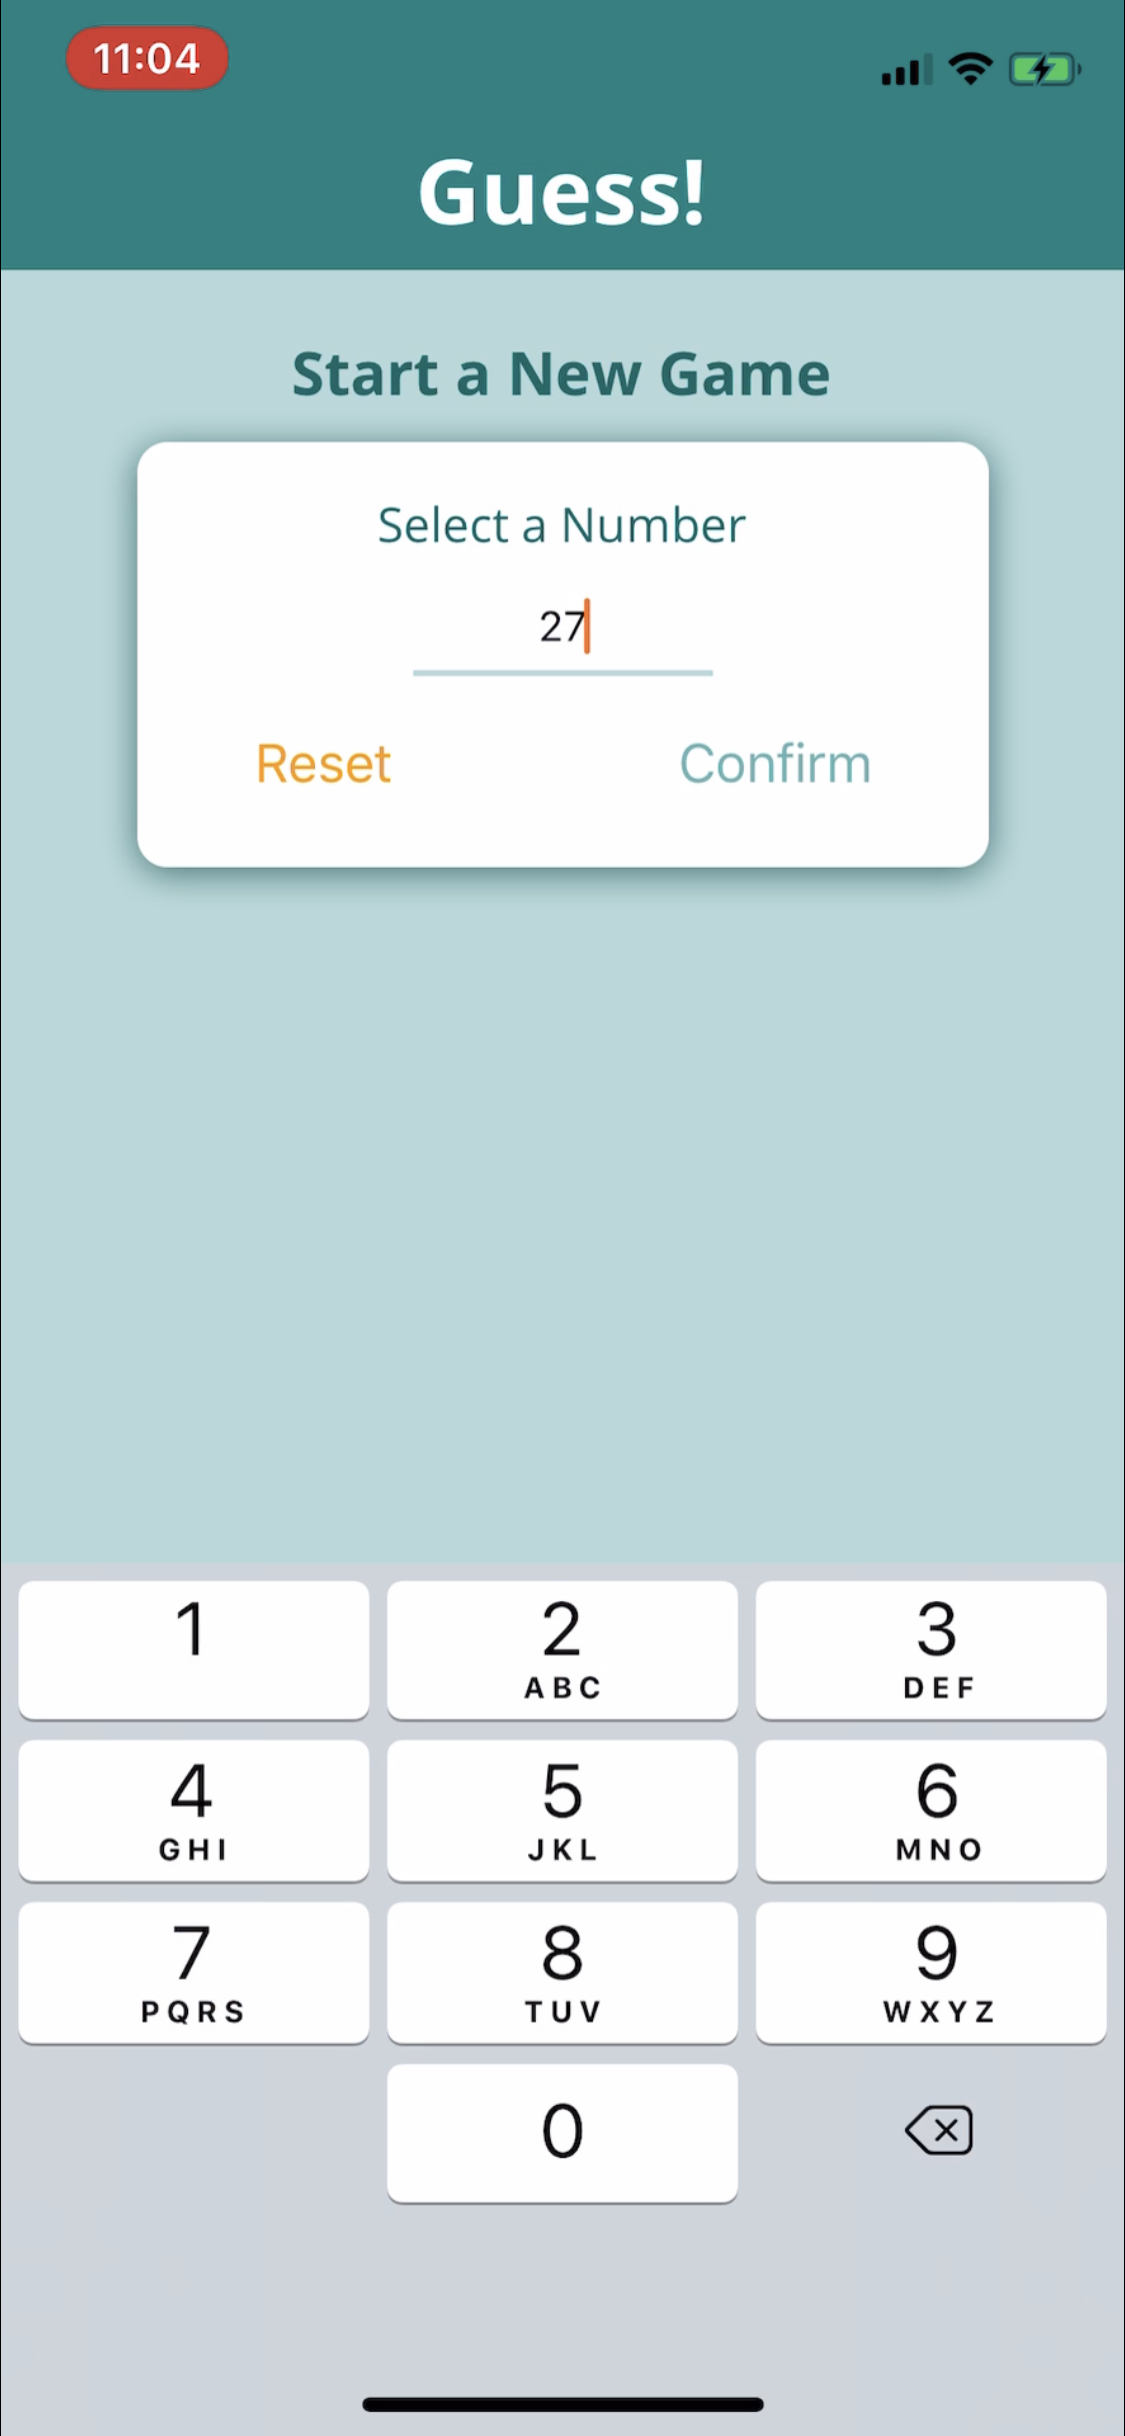 11:04
Guess!
Start a New Game
Select a Number
27
Reset Confirm
1 2 3
ABC DEF
4 5 6
GHI JKL MNO
7 8 9
PQRS TUV WXYZ
0